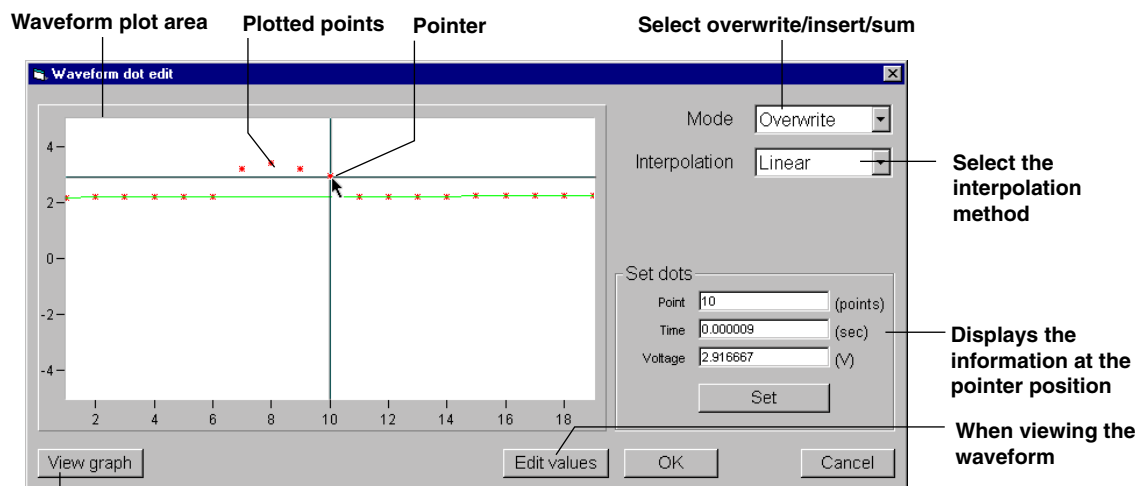 Waveform plot area
Plotted points
Pointer
Select overwrite/insert/sum
Waveform dot edit
Mode
Overwrite
Interpolation
Linear
Select the
interpolation
method
4
2
0
-2
-4
2
4
6
8
10
12
14
16
18
Set dots
Point
10
(points)
Time
0.000009
(sec)
Voltage
2.916667
(V)
Set
Displays the
information at the
pointer position
When viewing the
waveform
View graph
Edit values
OK
Cancel